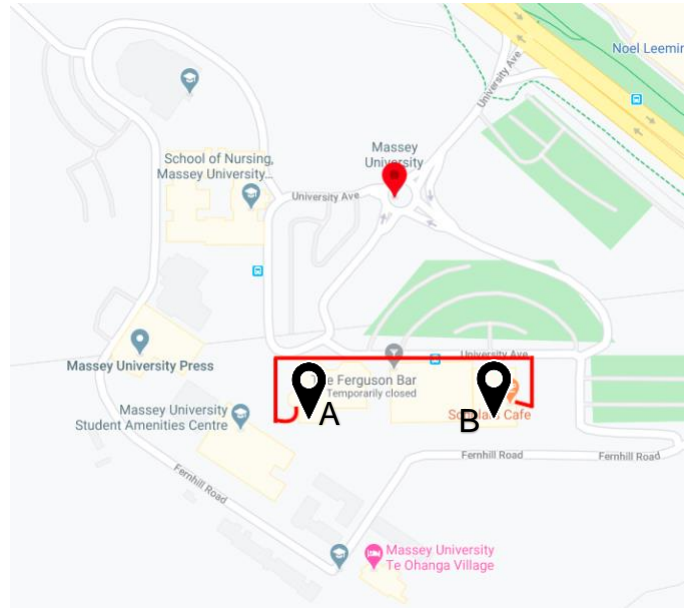 Noel Leemin
University Ave
Massey
University
School of Nursing,
Massey University...
University Ave
University Ave
Massey University Press
The Ferguson Bar
Temporarily closed
A
B
Scholars Cafe
Massey University
Student Amenities Centre
Fernhill Road
Fernhill Road
Fernhill Road
Massey University
Te Ohanga Village